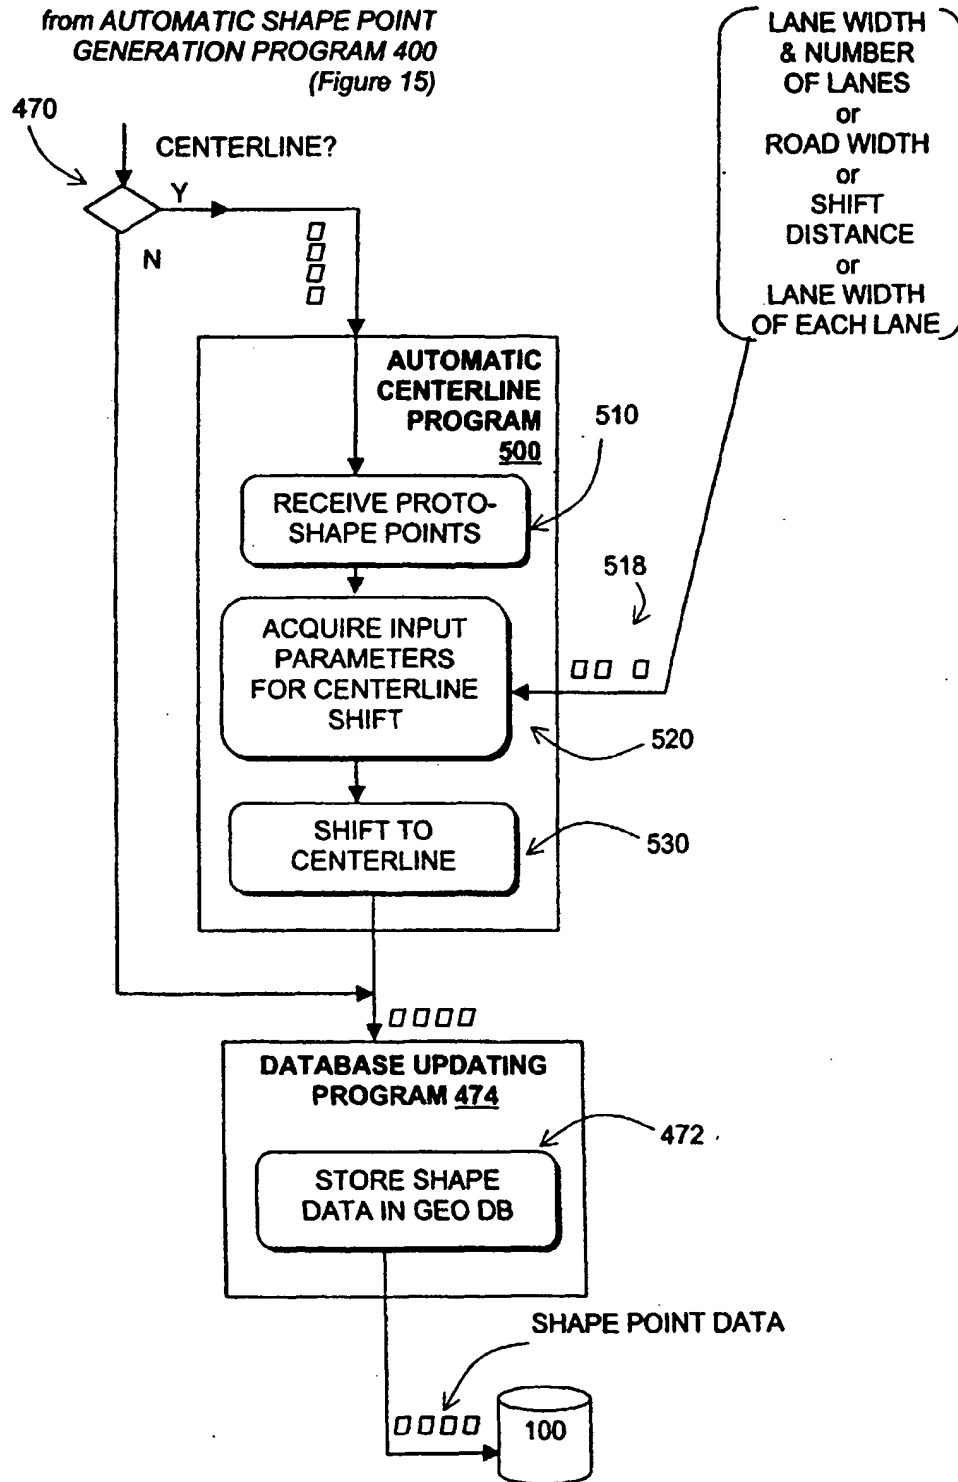 from AUTOMATIC SHAPE POINT
GENERATION PROGRAM 400
(Figure 15)
470
CENTERLINE?
Y
N
LANE WIDTH
& NUMBER
OF LANES
or
ROAD WIDTH
or
SHIFT
DISTANCE
or
LANE WIDTH
OF EACH LANE
AUTOMATIC
CENTERLINE
PROGRAM
500
510
RECEIVE PROTO-
SHAPE POINTS
518
ACQUIRE INPUT
PARAMETERS
FOR CENTERLINE
SHIFT
520
SHIFT TO
CENTERLINE
530
DATABASE UPDATING
PROGRAM 474
472
STORE SHAPE
DATA IN GEO DB
SHAPE POINT DATA
100